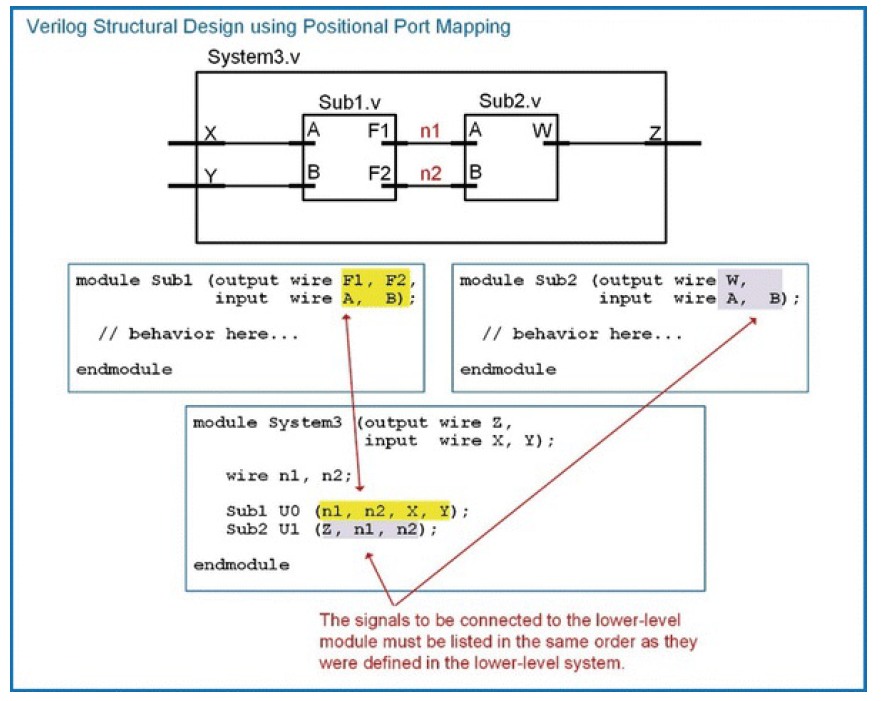 Verilog Structural Design using Positional Port Mapping
System3.v
Sub1.v
Sub2.v
X
A
F1
n1
A
W
Z
Y
B
F2
n2
B
module Sub1 (output wire F1, F2,
input wire A, B);
// behavior here...
endmodule
module Sub2 (output wire W,
input wire A, B);
// behavior here...
endmodule
module System3 (output wire Z,
input wire X, Y);
wire n1, n2;
Sub1 U0 (n1, n2, X, Y);
Sub2 U1 (Z, n1, n2);
endmodule
The signals to be connected to the lower-level
module must be listed in the same order as they
were defined in the lower-level system.